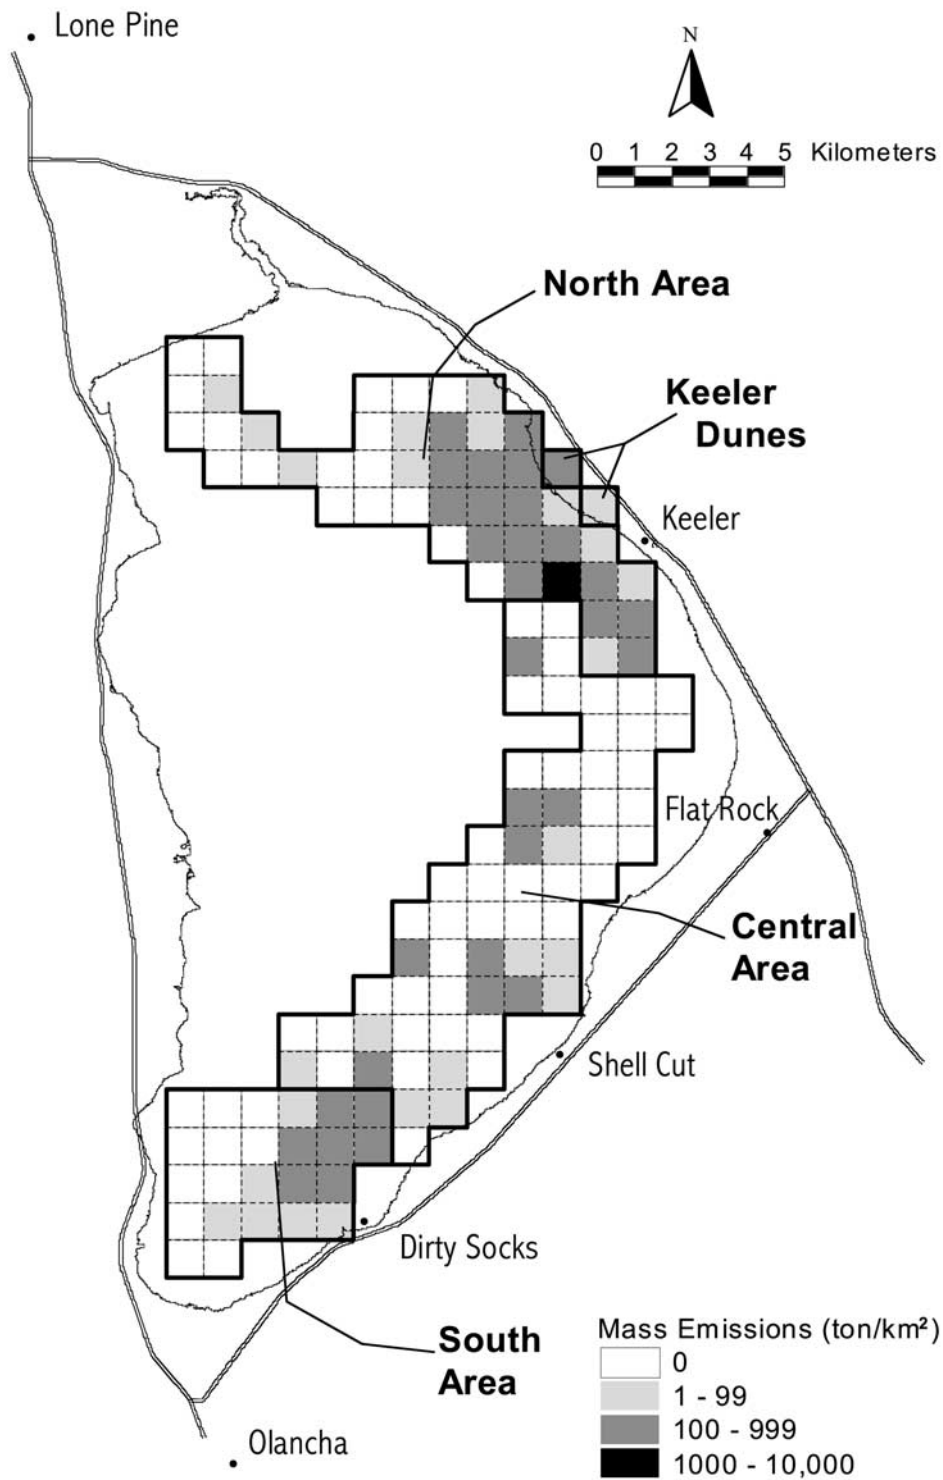 Lone Pine
N
0 1 2 3 4 5 Kilometers
North Area
Keeler
Dunes
Keeler
Flat Rock
Central
Area
Shell Cut
Dirty Socks
South
Area
Olancha
Mass Emissions (ton/km²)
0
1 - 99
100 - 999
1000 - 10,000